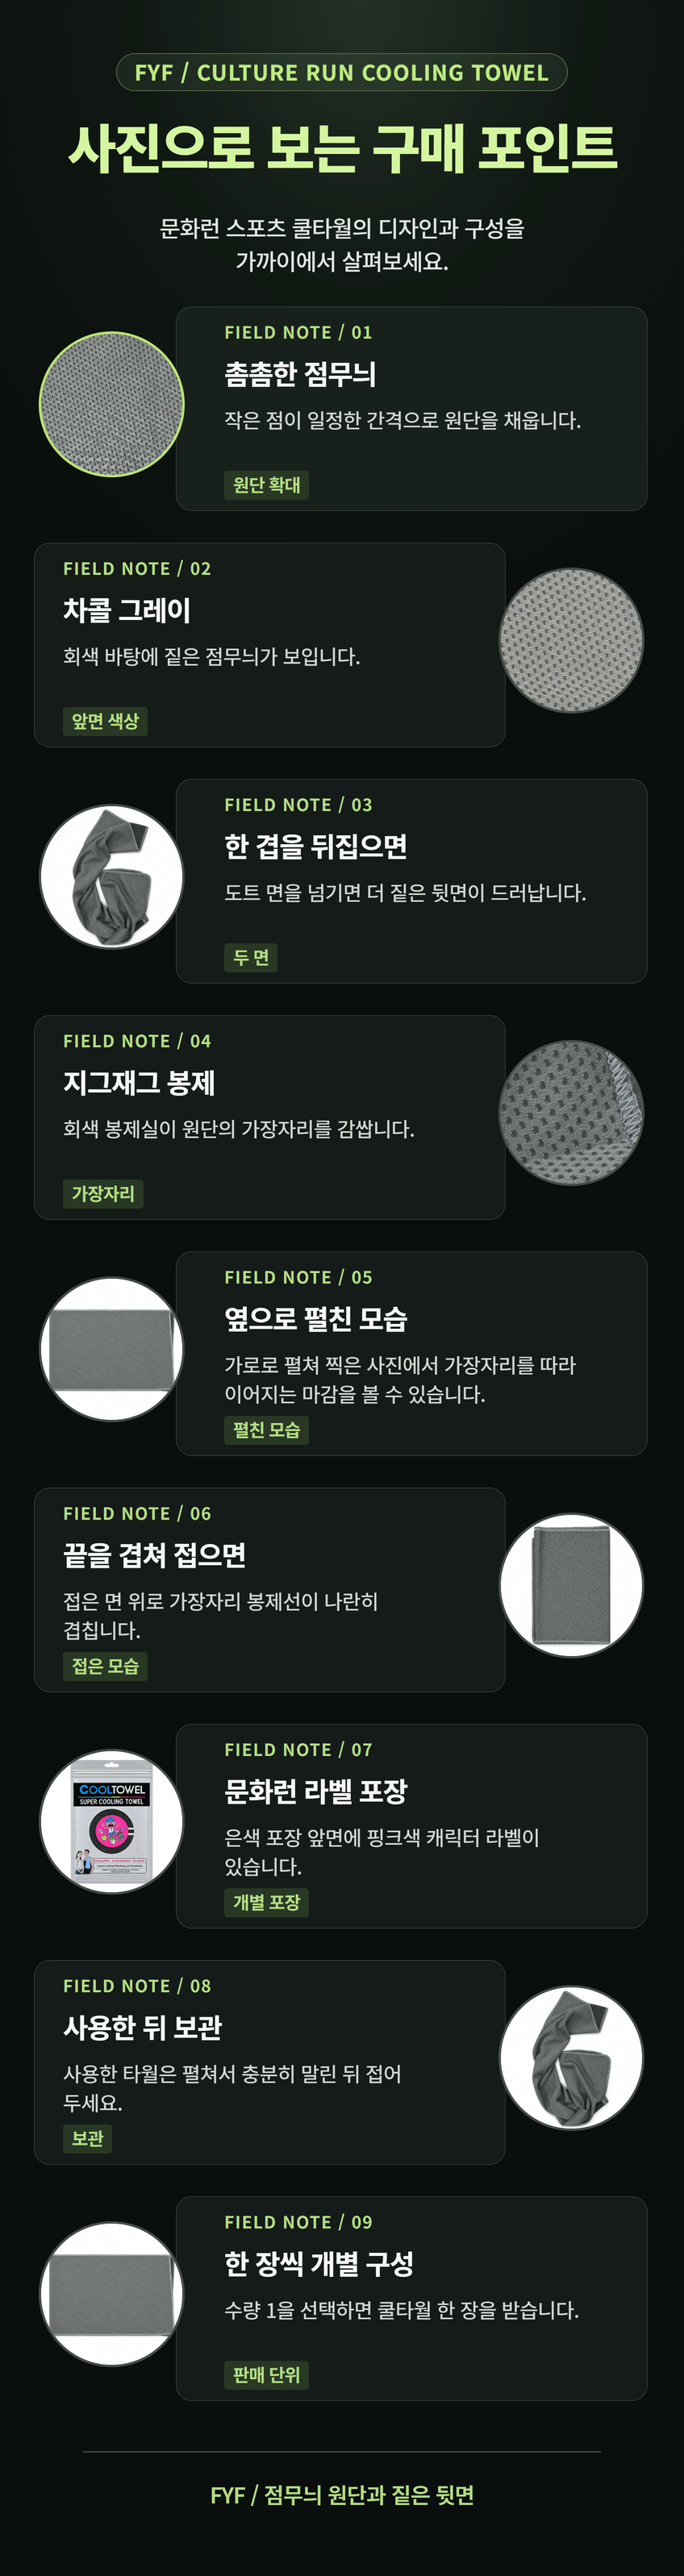 FYF / CULTURE RUN COOLING TOWEL
사진으로 보는 구매 포인트
문화런 스포츠 쿨타월의 디자인과 구성을
가까이에서 살펴보세요.
FIELD NOTE / 01
촘촘한 점무늬
작은 점이 일정한 간격으로 원단을 채웁니다.
원단 확대
FIELD NOTE / 02
차콜 그레이
회색 바탕에 짙은 점무늬가 보입니다.
앞면 색상
FIELD NOTE / 03
한 겹을 뒤집으면
도트 면을 넘기면 더 짙은 뒷면이 드러납니다.
두 면
FIELD NOTE / 04
지그재그 봉제
회색 봉제실이 원단의 가장자리를 감쌉니다.
가장자리
FIELD NOTE / 05
옆으로 펼친 모습
가로로 펼쳐 찍은 사진에서 가장자리를 따라
이어지는 마감을 볼 수 있습니다.
펼친 모습
FIELD NOTE / 06
끝을 겹쳐 접으면
접은 면 위로 가장자리 봉제선이 나란히
겹칩니다.
접은 모습
COOLTOWEL
SUPER COOLING TOWEL
FIELD NOTE / 07
문화런 라벨 포장
은색 포장 앞면에 핑크색 캐릭터 라벨이
있습니다.
개별 포장
FIELD NOTE / 08
사용한 뒤 보관
사용한 타월은 펼쳐서 충분히 말린 뒤 접어
두세요.
보관
FIELD NOTE / 09
한 장씩 개별 구성
수량 1을 선택하면 쿨타월 한 장을 받습니다.
판매 단위
FYF / 점무늬 원단과 짙은 뒷면